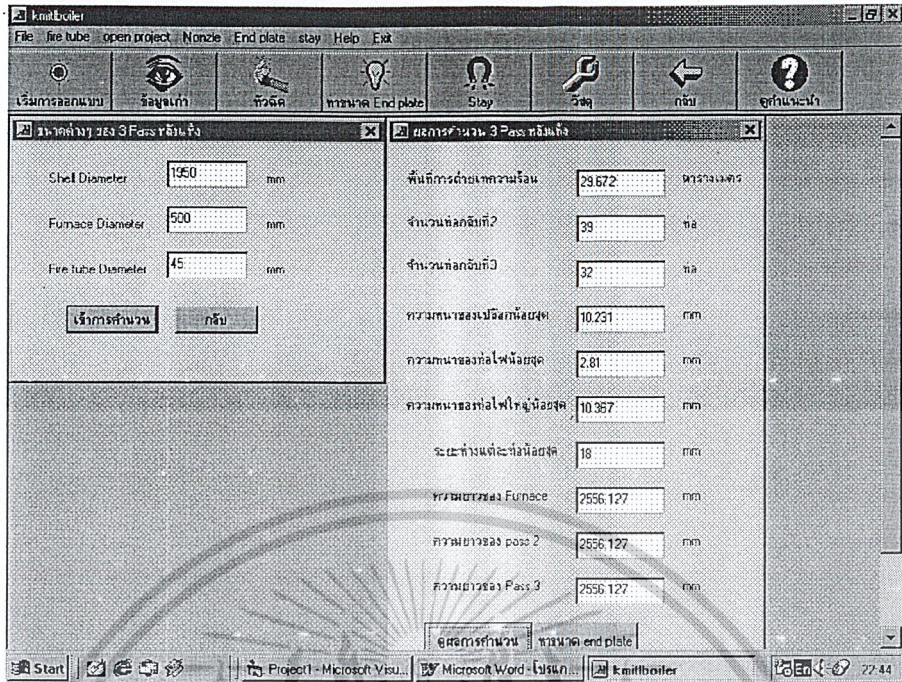 kmitlboiler
File fire tube open project Nonzle End plate stay Help Exit
เริ่มการออกแบบ ข้อมูลเก่า หัวฉีด หาขนาด End plate Stay วัสดุ กลับ ดูคำแนะนำ
ขนาดต่างๆ ของ 3 Pass หลังแห้ง
Shell Diameter 1950 mm
Furnace Diameter 500 mm
Fire tube Diameter 45 mm
เริ่มการคำนวน กลับ
ผลการคำนวน 3 Pass หลังแห้ง
พื้นที่การถ่ายเทความร้อน 29.672 ตารางเมตร
จำนวนท่อกลับที่2 39 ท่อ
จำนวนท่อกลับที่3 32 ท่อ
ความหนาของเปลือกน้อยสุด 10.231 mm
ความหนาของท่อไฟน้อยสุด 2.81 mm
ความหนาของท่อไฟใหญ่น้อยสุด 10.367 mm
ระยะห่างแต่ละท่อน้อยสุด 18 mm
ความยาวของ Furnace 2556.127 mm
ความยาวของ pass 2 2556.127 mm
ความยาวของ Pass 3 2556.127 mm
ดูผลการคำนวน หาขนาด end plate
Start Project1 - Microsoft Visu... Microsoft Word - โปรแก... kmitlboiler En 22:44